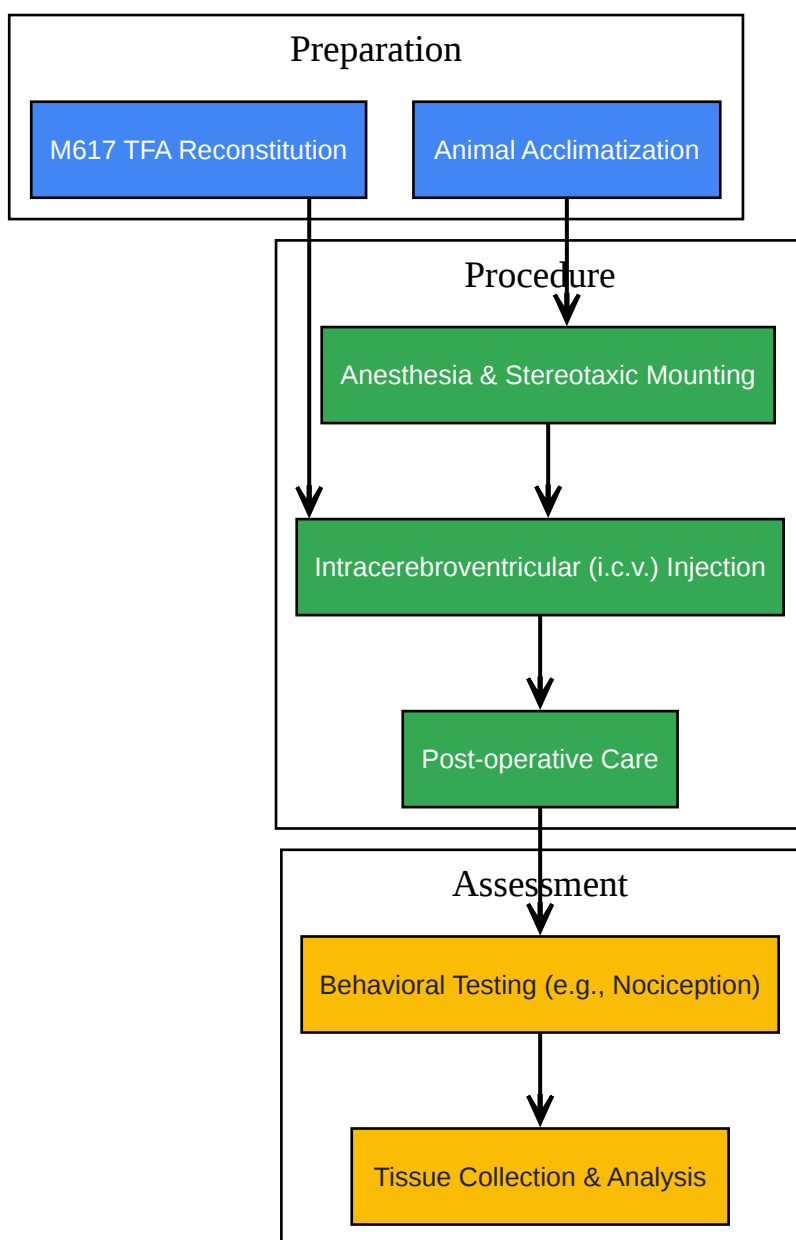 Preparation
M617 TFA Reconstitution
Animal Acclimatization
Procedure
Anesthesia & Stereotaxic Mounting
Intracerebroventricular (i.c.v.) Injection
Post-operative Care
Assessment
Behavioral Testing (e.g., Nociception)
Tissue Collection & Analysis